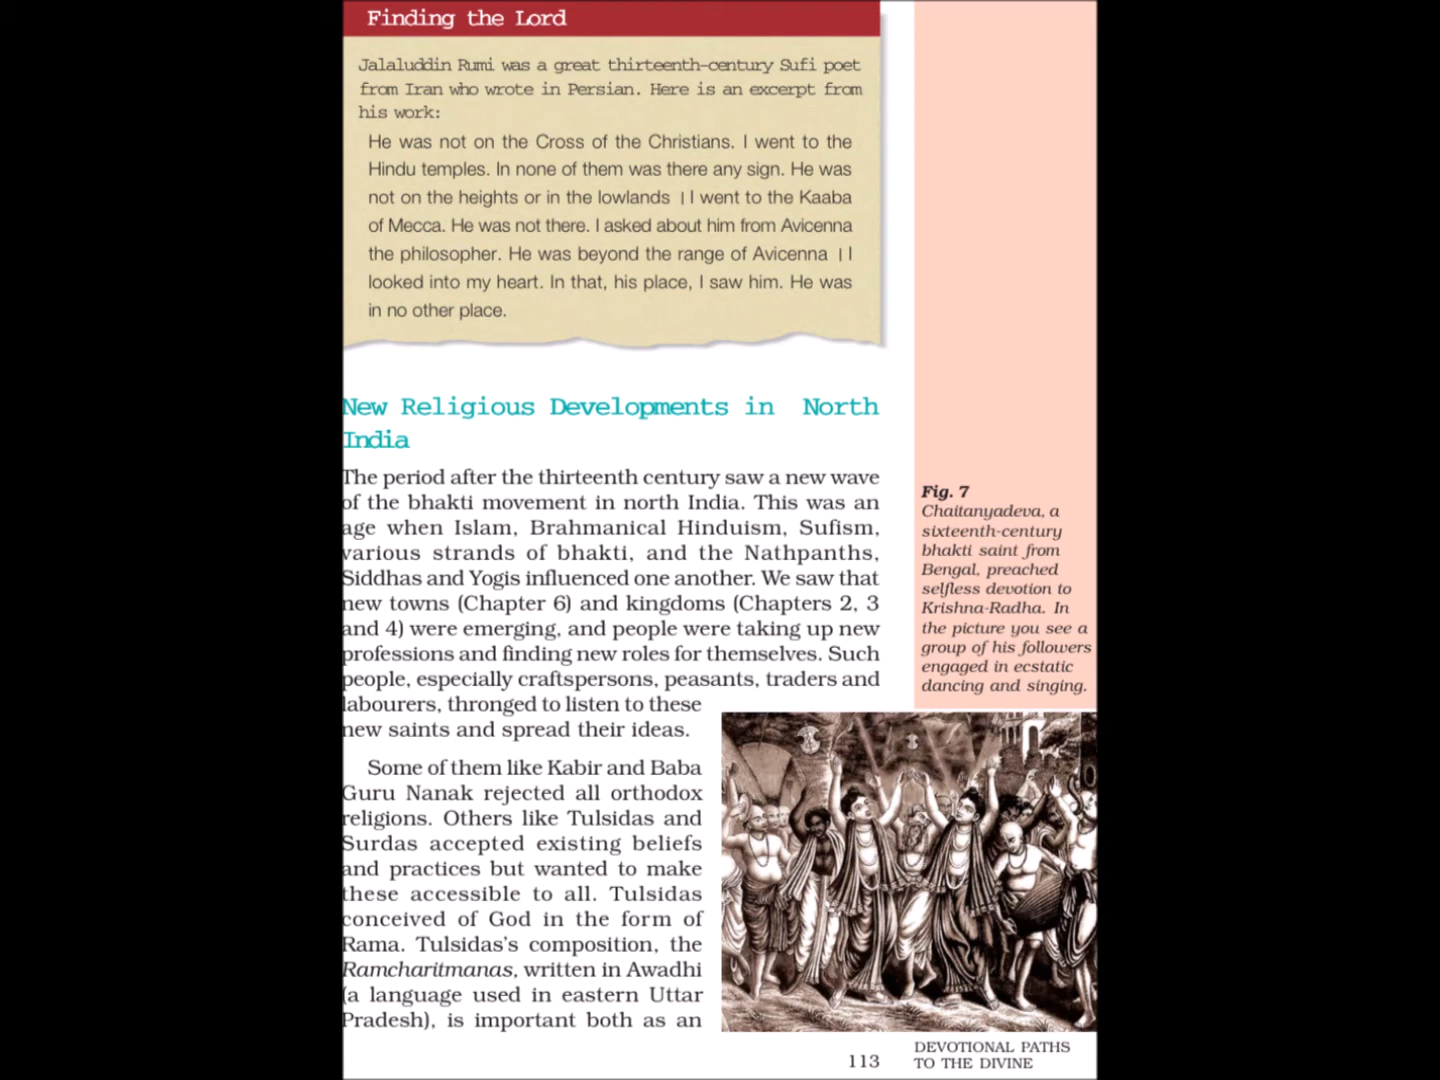 Finding the Lord
Jalaluddin Rumi was a great thirteenth-century Sufi poet
from Iran who wrote in Persian. Here is an excerpt from
his work:
He was not on the Cross of the Christians. I went to the
Hindu temples. In none of them was there any sign. He was
not on the heights or in the lowlands | I went to the Kaaba
of Mecca. He was not there. I asked about him from Avicenna
the philosopher. He was beyond the range of Avicenna | I
looked into my heart. In that, his place, I saw him. He was
in no other place.
New Religious Developments in North
India
The period after the thirteenth century saw a new wave
of the bhakti movement in north India. This was an
age when Islam, Brahmanical Hinduism, Sufism,
various strands of bhakti, and the Nathpanths,
Siddhas and Yogis influenced one another. We saw that
new towns (Chapter 6) and kingdoms (Chapters 2, 3
and 4) were emerging, and people were taking up new
professions and finding new roles for themselves. Such
people, especially craftspersons, peasants, traders and
labourers, thronged to listen to these
new saints and spread their ideas.
Some of them like Kabir and Baba
Guru Nanak rejected all orthodox
religions. Others like Tulsidas and
Surdas accepted existing beliefs
and practices but wanted to make
these accessible to all. Tulsidas
conceived of God in the form of
Rama. Tulsidas's composition, the
Ramcharitmanas, written in Awadhi
(a language used in eastern Uttar
Pradesh), is important both as an
Fig. 7
Chaitanyadeva, a
sixteenth-century
bhakti saint from
Bengal, preached
selfless devotion to
Krishna-Radha. In
the picture you see a
group of his followers
engaged in ecstatic
dancing and singing.
113
DEVOTIONAL PATHS
TO THE DIVINE